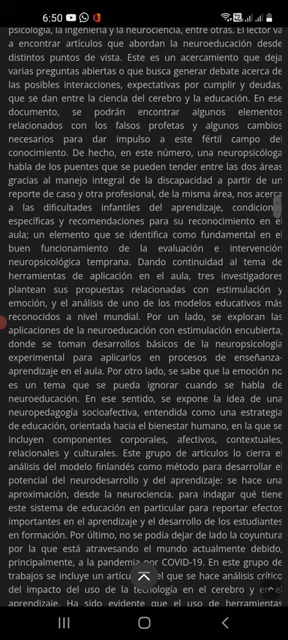 6:50
psicología, la ingeniería y la neurociencia, entre otras. El lector va
a encontrar artículos que abordan la neuroeducación desde
distintos puntos de vista. Este es un acercamiento que deja
varias preguntas abiertas o que busca generar debate acerca de
las posibles interacciones, expectativas por cumplir y deudas,
que se dan entre la ciencia del cerebro y la educación. En ese
documento, se podrán encontrar algunos elementos
relacionados con los falsos profetas y algunos cambios
necesarios para dar impulso a este fértil campo del
conocimiento. De hecho, en este número, una neuropsicóloga
habla de los puentes que se pueden tender entre las dos áreas
gracias al manejo integral de la discapacidad a partir de un
reporte de caso y otra profesional, de la misma área, nos acerca
a las dificultades infantiles del aprendizaje, condiciones
específicas y recomendaciones para su reconocimiento en el
aula; un elemento que se identifica como fundamental en el
buen funcionamiento de la evaluación e intervención
neuropsicológica temprana. Dando continuidad al tema de
herramientas de aplicación en el aula, tres investigadores
plantean sus propuestas relacionadas con estimulación y
emoción, y el análisis de uno de los modelos educativos más
reconocidos a nivel mundial. Por un lado, se exploran las
aplicaciones de la neuroeducación con estimulación encubierta,
donde se toman desarrollos básicos de la neuropsicología
experimental para aplicarlos en procesos de enseñanza-
aprendizaje en el aula. Por otro lado, se sabe que la emoción no
es un tema que se pueda ignorar cuando se habla de
neuroeducación. En ese sentido, se expone la idea de una
neuropedagogía socioafectiva, entendida como una estrategia
de educación, orientada hacia el bienestar humano, en la que se
incluyen componentes corporales, afectivos, contextuales,
relacionales y culturales. Este grupo de artículos lo cierra el
análisis del modelo finlandés como método para desarrollar el
potencial del neurodesarrollo y del aprendizaje: se hace una
aproximación, desde la neurociencia. para indagar qué tiene
este sistema de educación en particular para reportar efectos
importantes en el aprendizaje y el desarrollo de los estudiantes
en formación. Por último, no se podía dejar de lado la coyuntura
por la que está atravesando el mundo actualmente debido,
principalmente, a la pandemia por COVID-19. En este grupo de
trabajos se incluye un artículo el que se hace análisis crítico
del impacto del uso de la tecnología en el cerebro y em el
aprendizaje. Ha sido evidente que el uso de herramientas